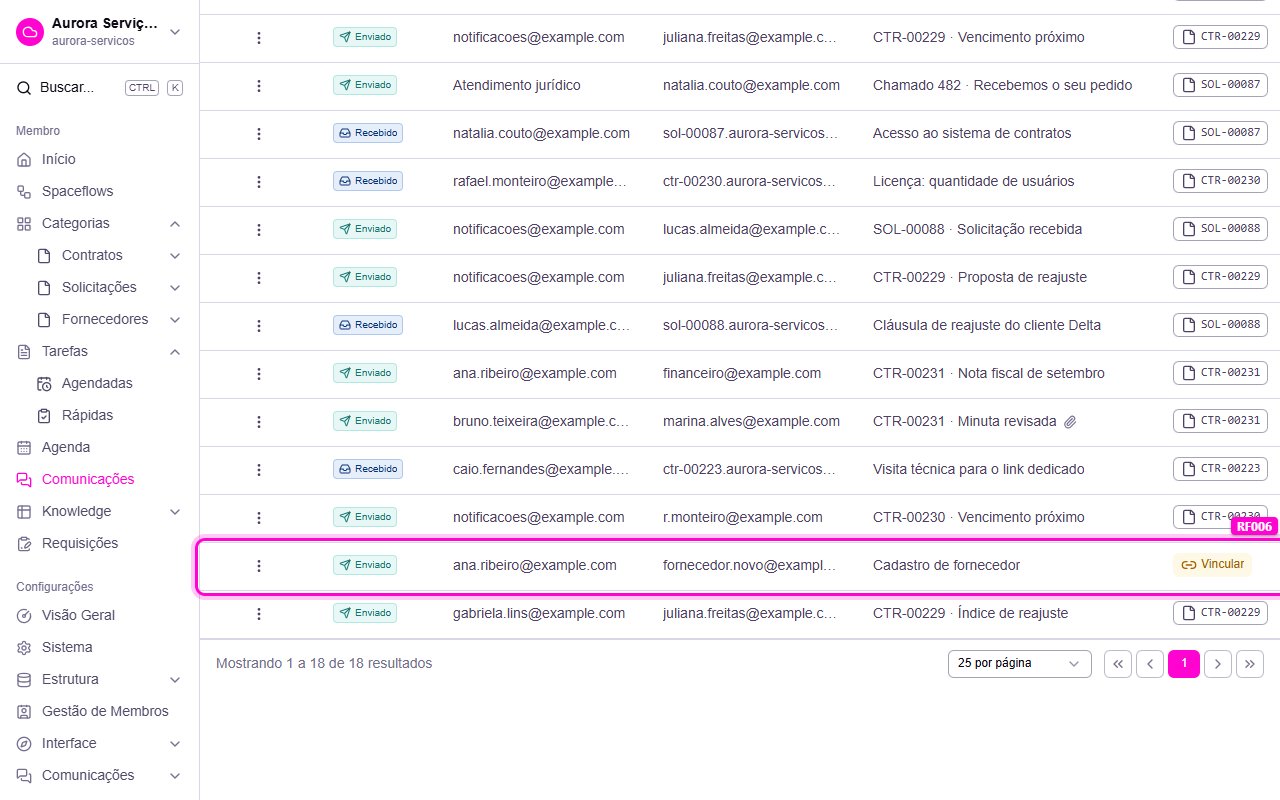 Aurora Serviç...
aurora-servicos
Buscar... CTRL K
Membro
Início
Spaceflows
Categorias
Contratos
Solicitações
Fornecedores
Tarefas
Agendadas
Rápidas
Agenda
Comunicações
Knowledge
Requisições
Configurações
Visão Geral
Sistema
Estrutura
Gestão de Membros
Interface
Comunicações
Enviado notificacoes@example.com juliana.freitas@example.c... CTR-00229 · Vencimento próximo CTR-00229
Enviado Atendimento jurídico natalia.couto@example.com Chamado 482 · Recebemos o seu pedido SOL-00087
Recebido natalia.couto@example.com sol-00087.aurora-servicos... Acesso ao sistema de contratos SOL-00087
Recebido rafael.monteiro@example... ctr-00230.aurora-servicos... Licença: quantidade de usuários CTR-00230
Enviado notificacoes@example.com lucas.almeida@example.c... SOL-00088 · Solicitação recebida SOL-00088
Enviado notificacoes@example.com juliana.freitas@example.c... CTR-00229 · Proposta de reajuste CTR-00229
Recebido lucas.almeida@example.c... sol-00088.aurora-servicos... Cláusula de reajuste do cliente Delta SOL-00088
Enviado ana.ribeiro@example.com financeiro@example.com CTR-00231 · Nota fiscal de setembro CTR-00231
Enviado bruno.teixeira@example.c... marina.alves@example.com CTR-00231 · Minuta revisada CTR-00231
Recebido caio.fernandes@example.... ctr-00223.aurora-servicos... Visita técnica para o link dedicado CTR-00223
Enviado notificacoes@example.com r.monteiro@example.com CTR-00230 · Vencimento próximo CTR-00230
RF006
Enviado ana.ribeiro@example.com fornecedor.novo@exampl... Cadastro de fornecedor Vincular
Enviado gabriela.lins@example.com juliana.freitas@example.c... CTR-00229 · Índice de reajuste CTR-00229
Mostrando 1 a 18 de 18 resultados 25 por página 1